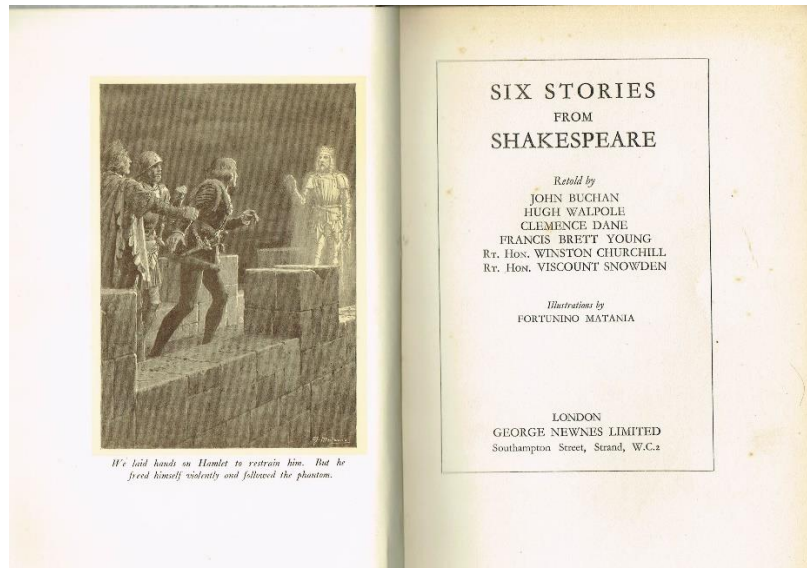 We laid hands on Hamlet to restrain him. But he
freed himself violently and followed the phantom.
SIX STORIES
FROM
SHAKESPEARE
Retold by
JOHN BUCHAN
HUGH WALPOLE
CLEMENCE DANE
FRANCIS BRETT YOUNG
Rt. Hon. WINSTON CHURCHILL
Rt. Hon. VISCOUNT SNOWDEN
Illustrations by
FORTUNINO MATANIA
LONDON
GEORGE NEWNES LIMITED
Southampton Street, Strand, W.C.2